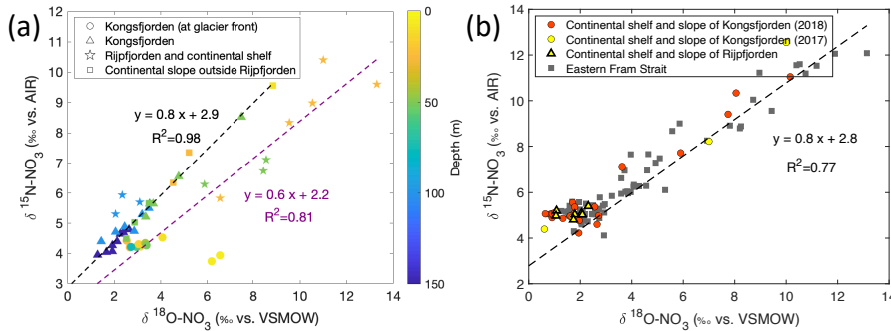 (a)
Kongsfjorden (at glacier front)
Kongsfjorden
Rijpfjorden and continental shelf
Continental slope outside Rijpfjorden
y = 0.8 x + 2.9
R²=0.98
y = 0.6 x + 2.2
R²=0.81
12
11
10
9
8
7
6
5
4
3
0
2
4
6
8
10
12
14
δ ¹⁵N-NO₃ (‰ vs. AIR)
δ ¹⁸O-NO₃ (‰ vs. VSMOW)
0
50
100
150
Depth (m)
(b)
Continental shelf and slope of Kongsfjorden (2018)
Continental shelf and slope of Kongsfjorden (2017)
Continental shelf and slope of Rijpfjorden
Eastern Fram Strait
y = 0.8 x + 2.8
R²=0.77
14
12
10
8
6
4
2
0
2
4
6
8
10
12
14
δ ¹⁵N-NO₃ (‰ vs. AIR)
δ ¹⁸O-NO₃ (‰ vs. VSMOW)